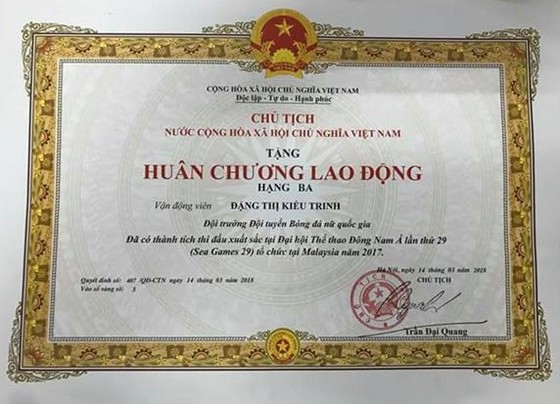 CỘNG HÒA XÃ HỘI CHỦ NGHĨA VIỆT NAM
Độc lập - Tự do - Hạnh phúc
CHỦ TỊCH
NƯỚC CỘNG HÒA XÃ HỘI CHỦ NGHĨA VIỆT NAM
TẶNG
HUÂN CHƯƠNG LAO ĐỘNG
HẠNG BA
Vận động viên ĐẶNG THỊ KIỀU TRINH
Đội trưởng Đội tuyển Bóng đá nữ quốc gia
Đã có thành tích thi đấu xuất sắc tại Đại hội Thể thao Đông Nam Á lần thứ 29
(Sea Games 29) tổ chức tại Malaysia năm 2017.
Hà Nội, ngày 14 tháng 03 năm 2018
Quyết định số: 407 /QĐ-CTN ngày 14 tháng 03 năm 2018
CHỦ TỊCH
Vào sổ vàng số: 3
CHỦ TỊCH
Trần Đại Quang